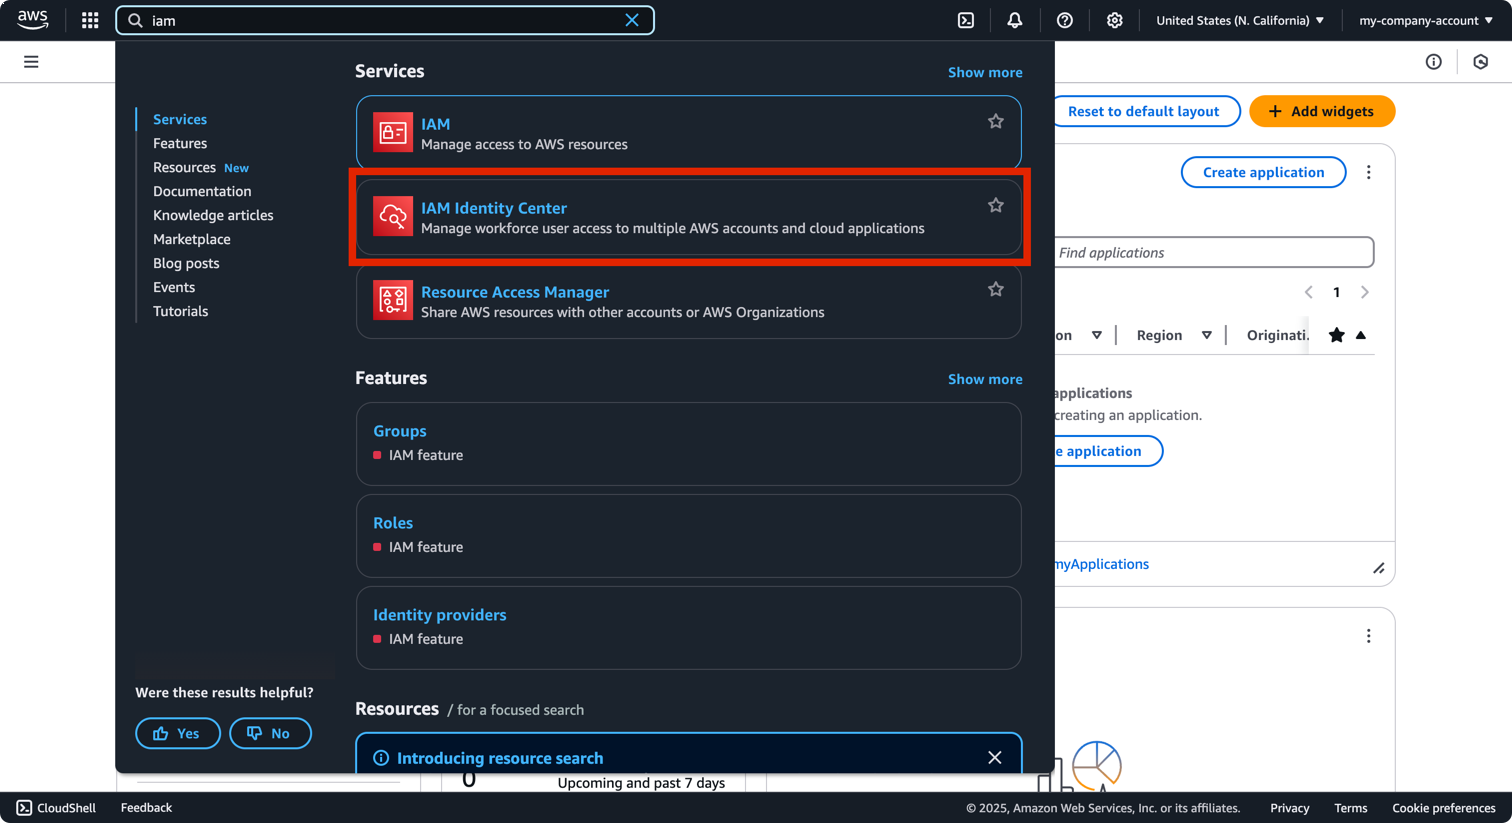 aws
iam
United States (N. California)
my-company-account
Services
Features
Resources New
Documentation
Knowledge articles
Marketplace
Blog posts
Events
Tutorials
Were these results helpful?
Yes
No
Services
Show more
IAM
Manage access to AWS resources
IAM Identity Center
Manage workforce user access to multiple AWS accounts and cloud applications
Resource Access Manager
Share AWS resources with other accounts or AWS Organizations
Features
Show more
Groups
IAM feature
Roles
IAM feature
Identity providers
IAM feature
Resources / for a focused search
Introducing resource search
Reset to default layout
Add widgets
Create application
Find applications
1
on
Region
Originati.
applications
creating an application.
e application
myApplications
0
Upcoming and past 7 days
CloudShell
Feedback
© 2025, Amazon Web Services, Inc. or its affiliates.
Privacy
Terms
Cookie preferences